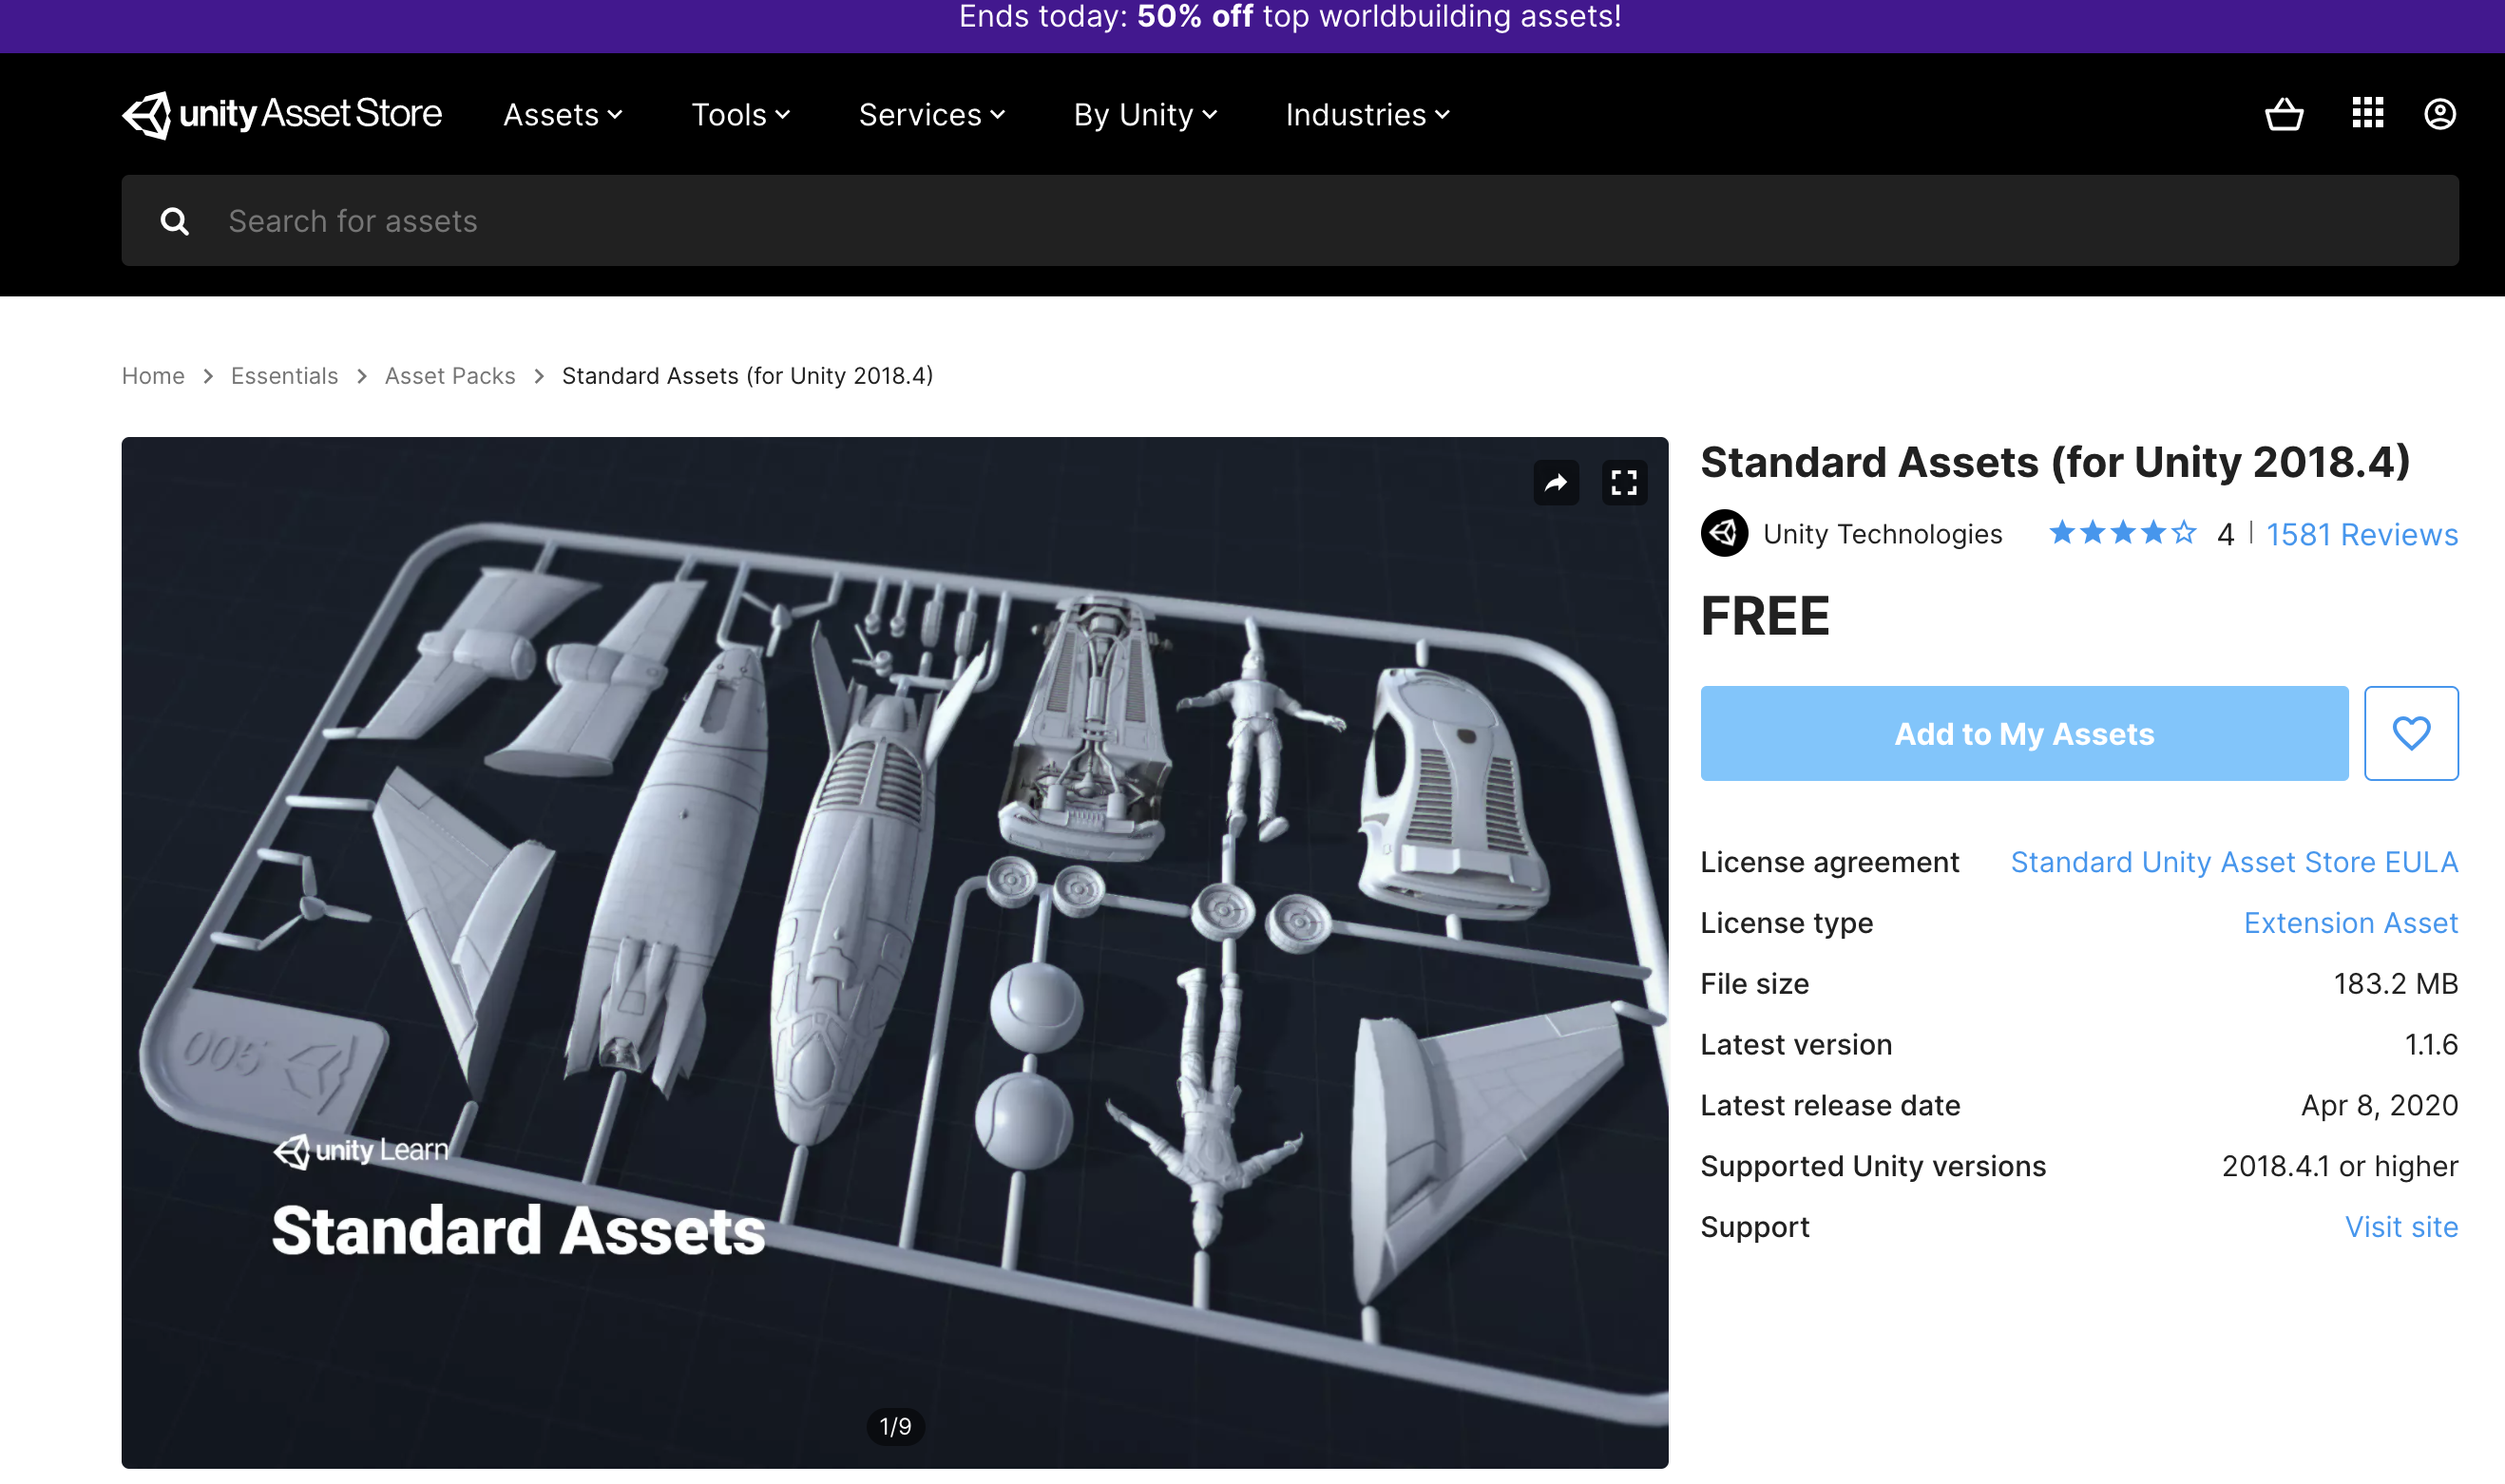 Ends today: 50% off top worldbuilding assets!
unity Asset Store
Assets
Tools
Services
By Unity
Industries
Search for assets
Home > Essentials > Asset Packs > Standard Assets (for Unity 2018.4)
Standard Assets (for Unity 2018.4)
Unity Technologies
4 | 1581 Reviews
FREE
Add to My Assets
License agreement Standard Unity Asset Store EULA
License type Extension Asset
File size 183.2 MB
Latest version 1.1.6
Latest release date Apr 8, 2020
Supported Unity versions 2018.4.1 or higher
Support Visit site
005
unity Learn
Standard Assets
1/9